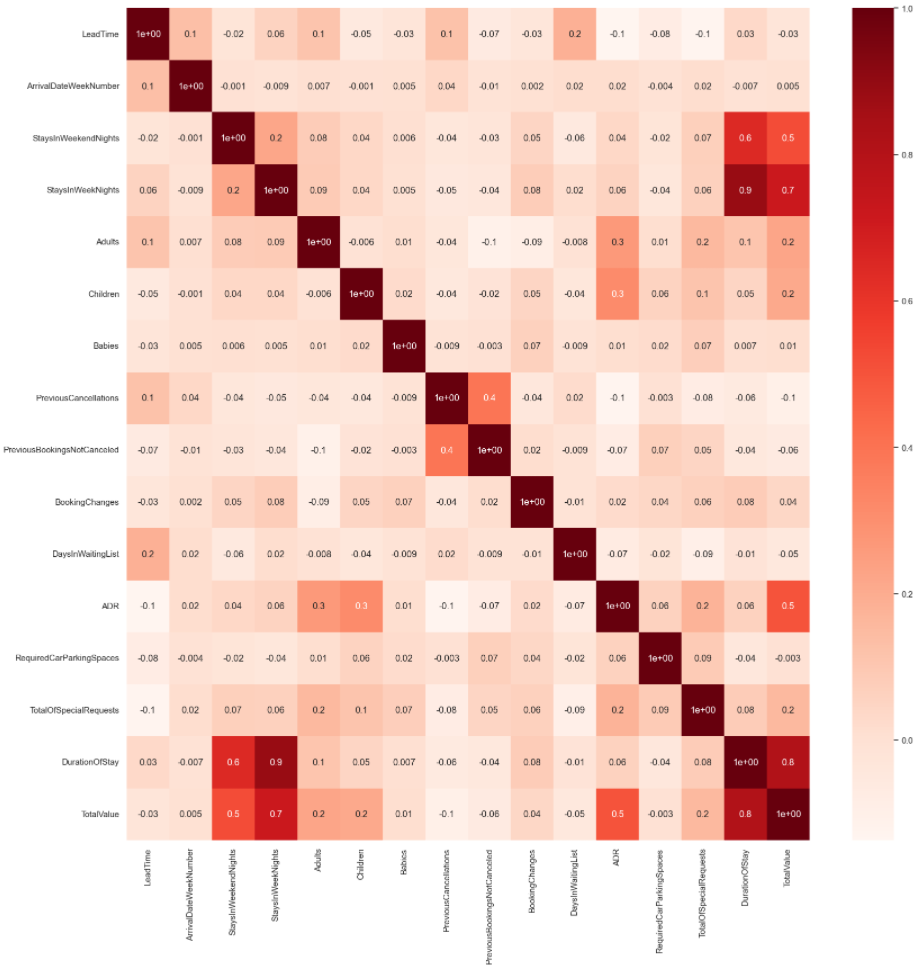 LeadTime 1e+00 0.1 -0.02 0.06 0.1 -0.05 -0.03 0.1 -0.07 -0.03 0.2 -0.1 -0.08 -0.1 0.03 -0.03
ArrivalDateWeekNumber 0.1 1e+00 -0.001 -0.009 0.007 -0.001 0.005 0.04 -0.01 0.002 0.02 0.02 -0.004 0.02 -0.007 0.005
StaysInWeekendNights -0.02 -0.001 1e+00 0.2 0.08 0.04 0.006 -0.04 -0.03 0.05 -0.06 0.04 -0.02 0.07 0.6 0.5
StaysInWeekNights 0.06 -0.009 0.2 1e+00 0.09 0.04 0.005 -0.05 -0.04 0.08 0.02 0.06 -0.04 0.06 0.9 0.7
Adults 0.1 0.007 0.08 0.09 1e+00 -0.006 0.01 -0.04 -0.1 -0.09 -0.008 0.3 0.01 0.2 0.1 0.2
Children -0.05 -0.001 0.04 0.04 -0.006 1e+00 0.02 -0.04 -0.02 0.05 -0.04 0.3 0.06 0.1 0.05 0.2
Babies -0.03 0.005 0.006 0.005 0.01 0.02 1e+00 -0.009 -0.003 0.07 -0.009 0.01 0.02 0.07 0.007 0.01
PreviousCancellations 0.1 0.04 -0.04 -0.05 -0.04 -0.04 -0.009 1e+00 0.4 -0.04 0.02 -0.1 -0.003 -0.08 -0.06 -0.1
PreviousBookingsNotCanceled -0.07 -0.01 -0.03 -0.04 -0.1 -0.02 -0.003 0.4 1e+00 0.02 -0.009 -0.07 0.07 0.05 -0.04 -0.06
BookingChanges -0.03 0.002 0.05 0.08 -0.09 0.05 0.07 -0.04 0.02 1e+00 -0.01 0.02 0.04 0.06 0.08 0.04
DaysInWaitingList 0.2 0.02 -0.06 0.02 -0.008 -0.04 -0.009 0.02 -0.009 -0.01 1e+00 -0.07 -0.02 -0.09 -0.01 -0.05
ADR -0.1 0.02 0.04 0.06 0.3 0.3 0.01 -0.1 -0.07 0.02 -0.07 1e+00 0.06 0.2 0.06 0.5
RequiredCarParkingSpaces -0.08 -0.004 -0.02 -0.04 0.01 0.06 0.02 -0.003 0.07 0.04 -0.02 0.06 1e+00 0.09 -0.04 -0.003
TotalOfSpecialRequests -0.1 0.02 0.07 0.06 0.2 0.1 0.07 -0.08 0.05 0.06 -0.09 0.2 0.09 1e+00 0.08 0.2
DurationOfStay 0.03 -0.007 0.6 0.9 0.1 0.05 0.007 -0.06 -0.04 0.08 -0.01 0.06 -0.04 0.08 1e+00 0.8
TotalValue -0.03 0.005 0.5 0.7 0.2 0.2 0.01 -0.1 -0.06 0.04 -0.05 0.5 -0.003 0.2 0.8 1e+00
LeadTime
ArrivalDateWeekNumber
StaysInWeekendNights
StaysInWeekNights
Adults
Children
Babies
PreviousCancellations
PreviousBookingsNotCanceled
BookingChanges
DaysInWaitingList
ADR
RequiredCarParkingSpaces
TotalOfSpecialRequests
DurationOfStay
TotalValue
1.0
0.8
0.6
0.4
0.2
0.0